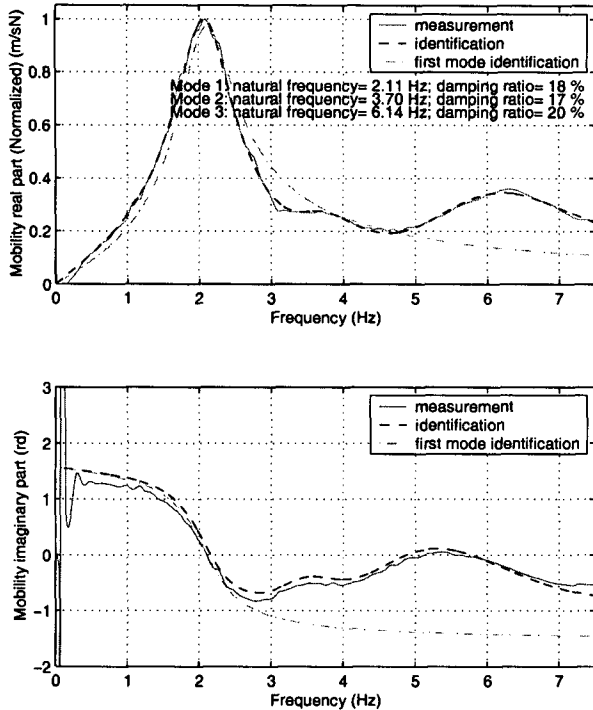 Mobility real part (Normalized) (m/sN)
1
0.8
0.6
0.4
0.2
0
measurement
identification
first mode identification
Mode 1: natural frequency= 2.11 Hz; damping ratio= 18 %
Mode 2: natural frequency= 3.70 Hz; damping ratio= 17 %
Mode 3: natural frequency= 6.14 Hz; damping ratio= 20 %
0 1 2 3 4 5 6 7
Frequency (Hz)
Mobility imaginary part (rd)
3
2
1
0
−1
−2
measurement
identification
first mode identification
0 1 2 3 4 5 6 7
Frequency (Hz)